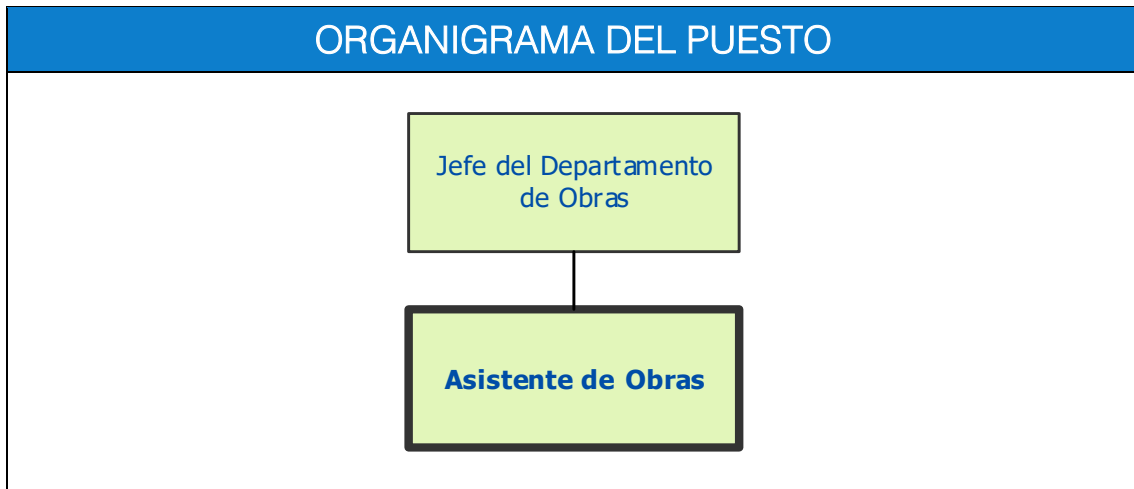 ORGANIGRAMA DEL PUESTO
Jefe del Departamento
de Obras
Asistente de Obras